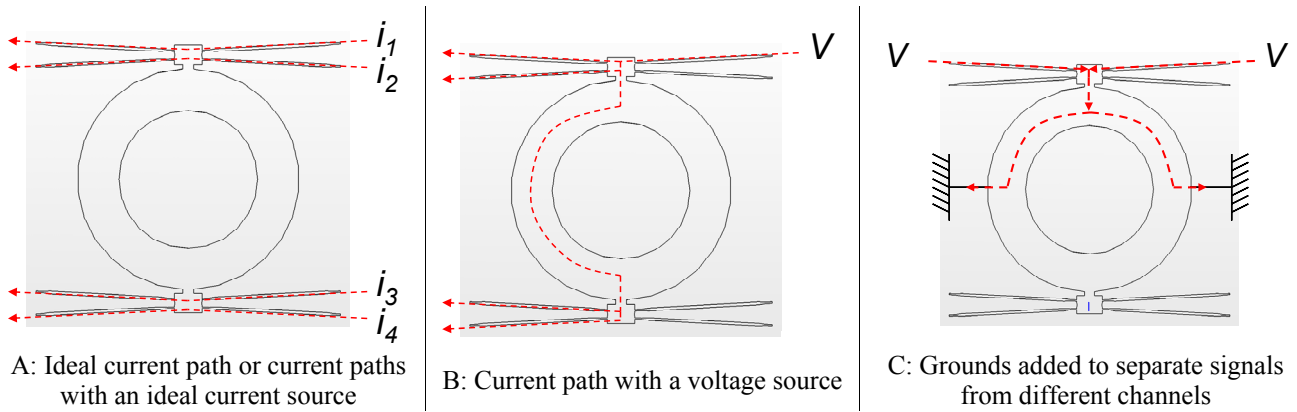 i1
i2
i3
i4
A: Ideal current path or current paths
with an ideal current source
V
B: Current path with a voltage source
V
V
C: Grounds added to separate signals
from different channels